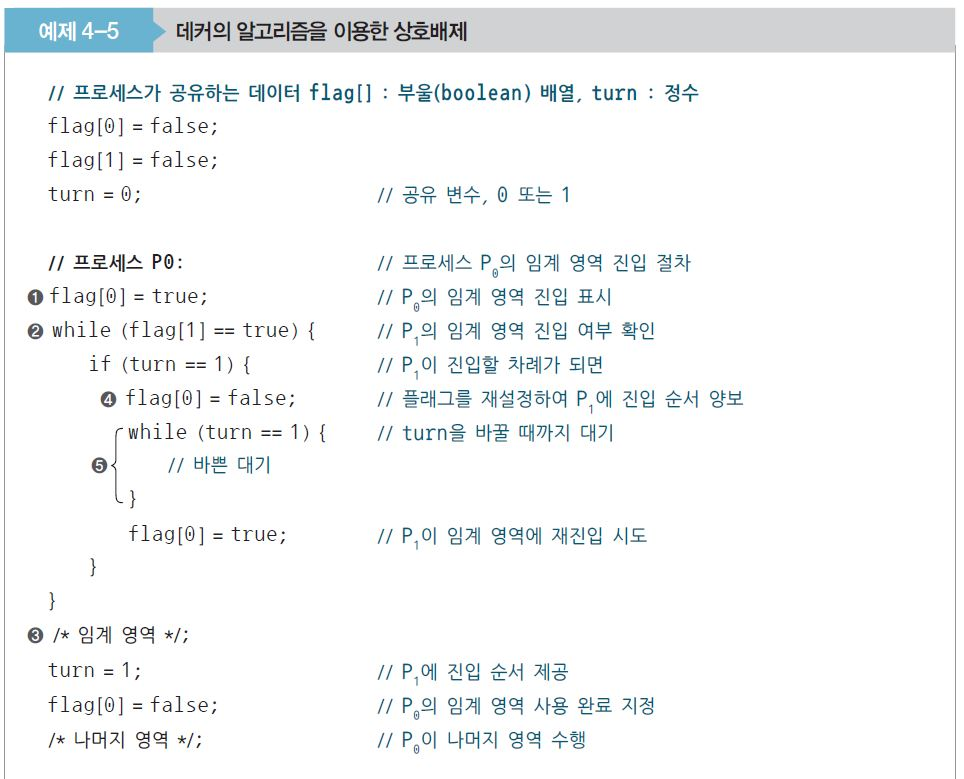 예제 4-5 데커의 알고리즘을 이용한 상호배제
// 프로세스가 공유하는 데이터 flag[] : 부울(boolean) 배열, turn : 정수
flag[0] = false;
flag[1] = false;
turn = 0; // 공유 변수, 0 또는 1
// 프로세스 P0: // 프로세스 P₀의 임계 영역 진입 절차
❶ flag[0] = true; // P₀의 임계 영역 진입 표시
❷ while (flag[1] == true) { // P₁의 임계 영역 진입 여부 확인
if (turn == 1) { // P₁이 진입할 차례가 되면
❹ flag[0] = false; // 플래그를 재설정하여 P₁에 진입 순서 양보
while (turn == 1) { // turn을 바꿀 때까지 대기
❺ // 바쁜 대기
}
flag[0] = true; // P₁이 임계 영역에 재진입 시도
}
}
❸ /* 임계 영역 */;
turn = 1; // P₁에 진입 순서 제공
flag[0] = false; // P₀의 임계 영역 사용 완료 지정
/* 나머지 영역 */; // P₀이 나머지 영역 수행